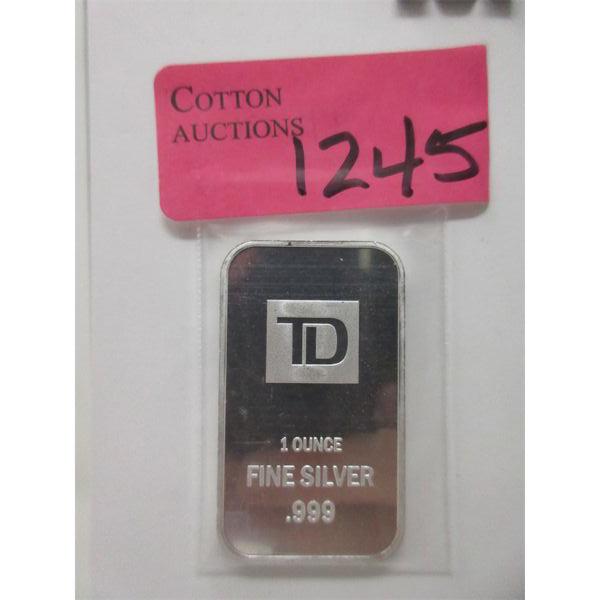 COTTON
AUCTIONS
1245
TD
1 OUNCE
FINE SILVER
.999